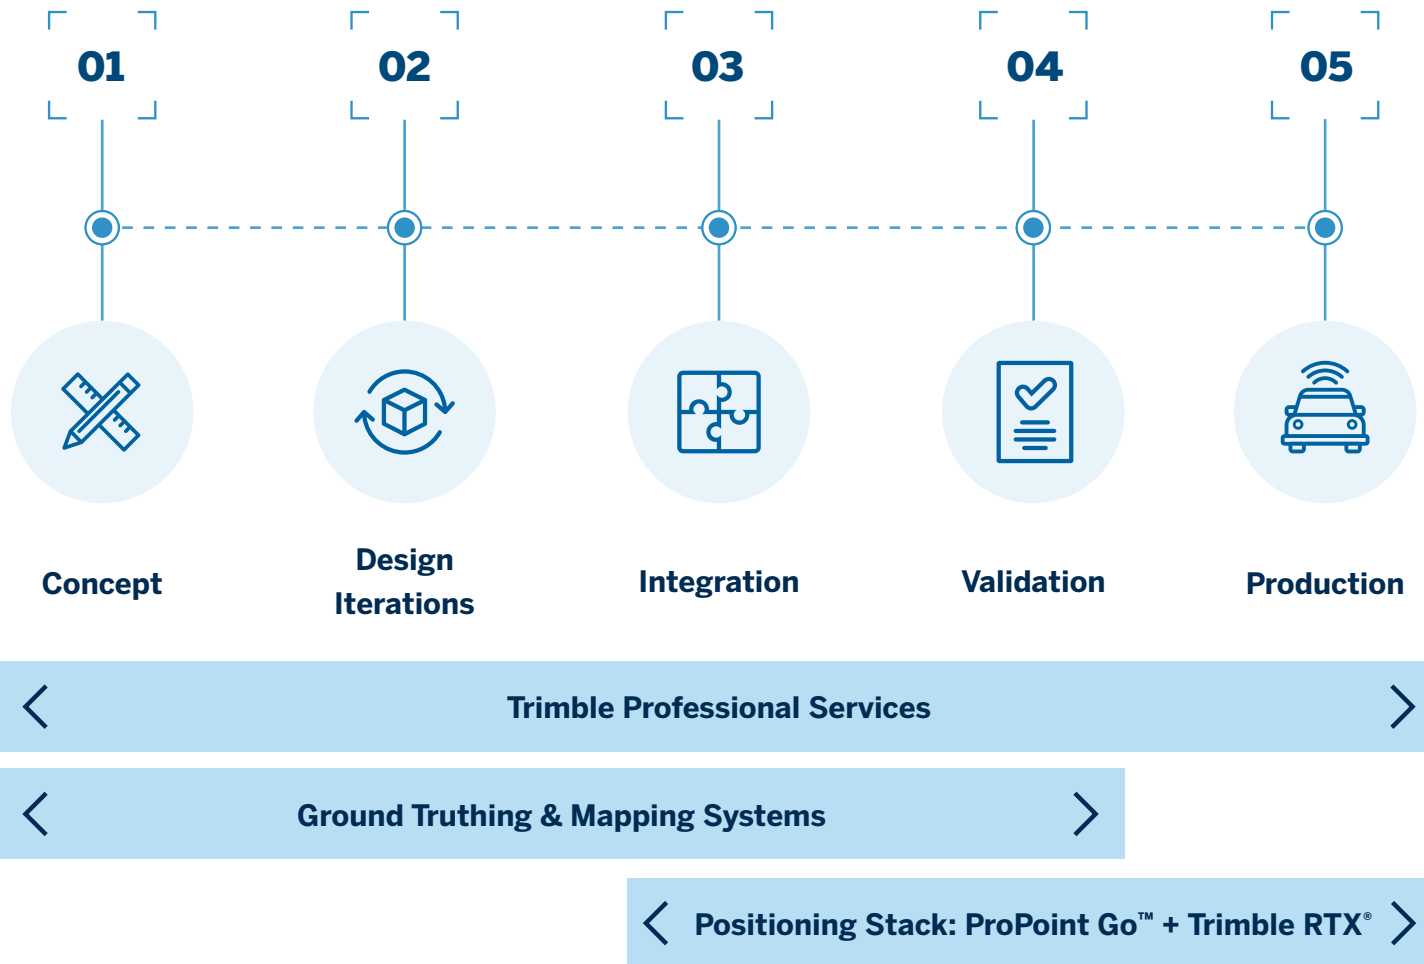 01
02
03
04
05
Concept
Design
Iterations
Integration
Validation
Production
Trimble Professional Services
Ground Truthing & Mapping Systems
Positioning Stack: ProPoint Go™ + Trimble RTX®